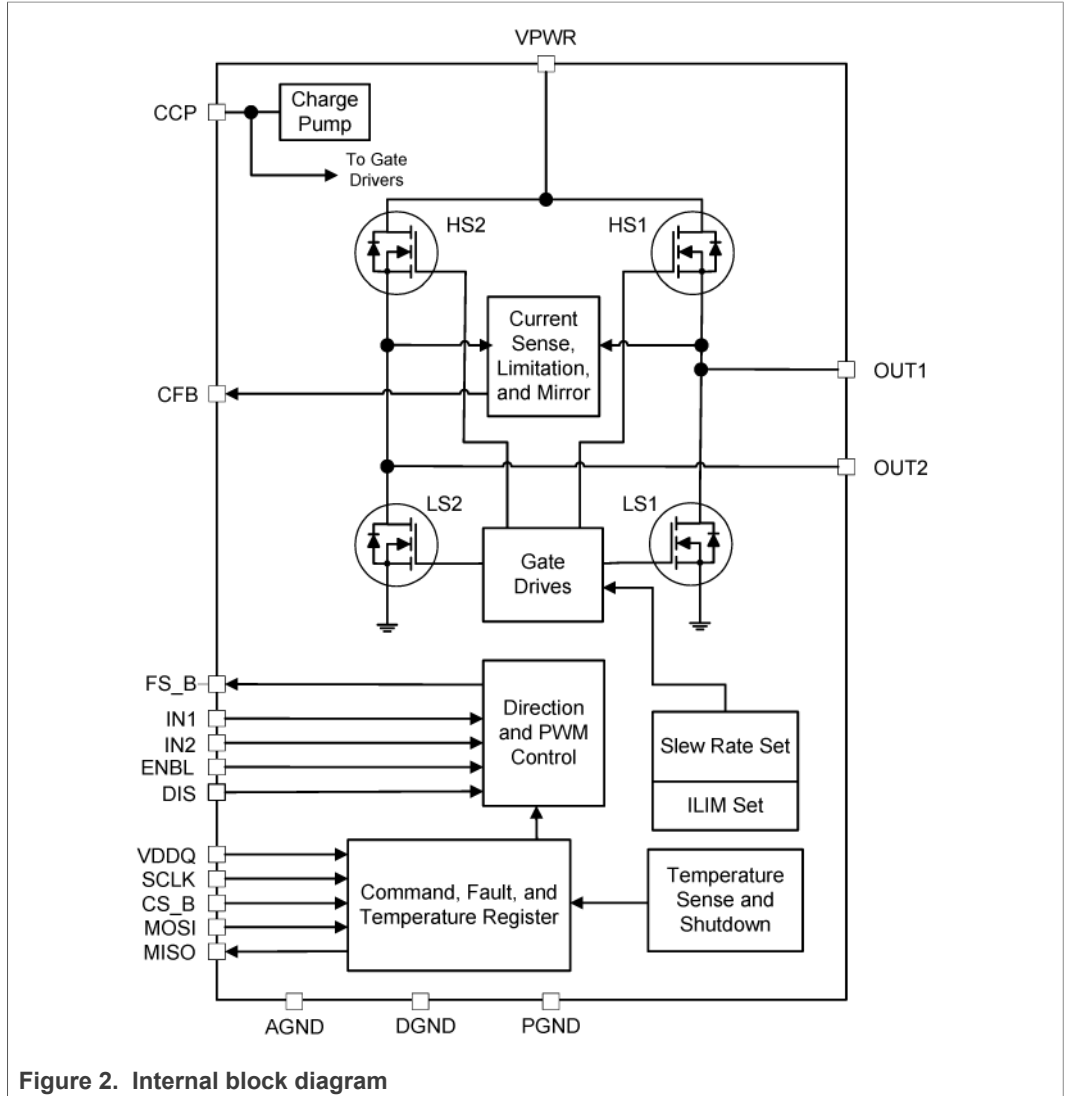 VPWR
CCP
Charge
Pump
To Gate
Drivers
HS2
HS1
Current
Sense,
Limitation,
and Mirror
OUT1
CFB
OUT2
LS2
LS1
Gate
Drives
FS_B
IN1
IN2
ENBL
DIS
Direction
and PWM
Control
Slew Rate Set
ILIM Set
VDDQ
SCLK
CS_B
MOSI
MISO
Command, Fault, and
Temperature Register
Temperature
Sense and
Shutdown
AGND
DGND
PGND
Figure 2. Internal block diagram